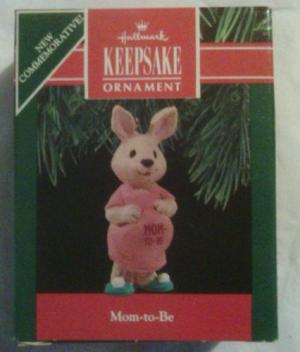 NEW
COMMEMORATIVE!
Hallmark
KEEPSAKE
ORNAMENT
MOM-
TO-BE
Mom-to-Be